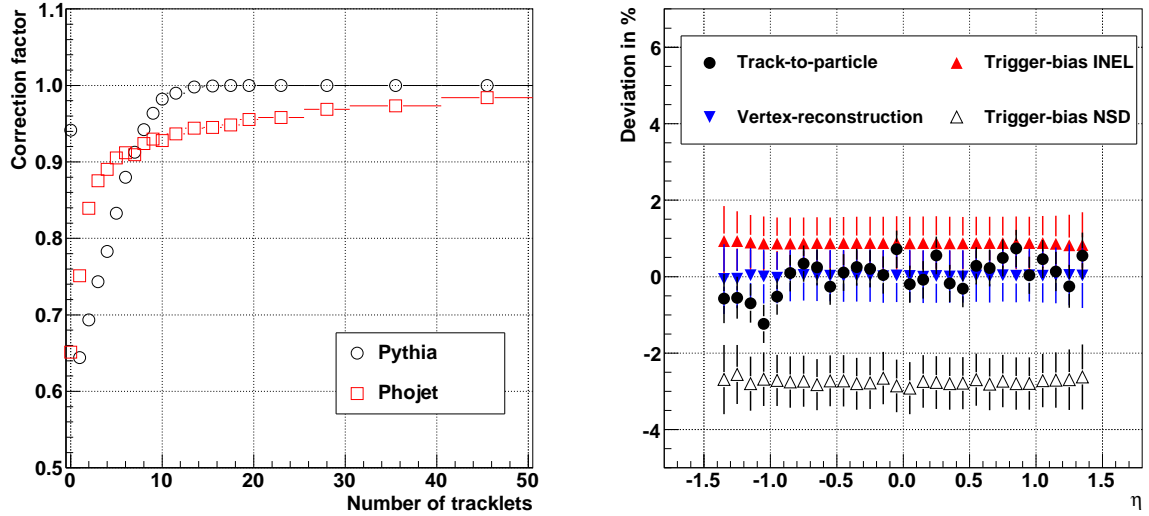 Correction factor
1.1
1.0
0.9
0.8
0.7
0.6
0.5
Pythia
Phojet
0 10 20 30 40 50
Number of tracklets
Deviation in %
6
4
2
0
-2
-4
Track-to-particle
Trigger-bias INEL
Vertex-reconstruction
Trigger-bias NSD
-1.5 -1.0 -0.5 0.0 0.5 1.0 1.5
η